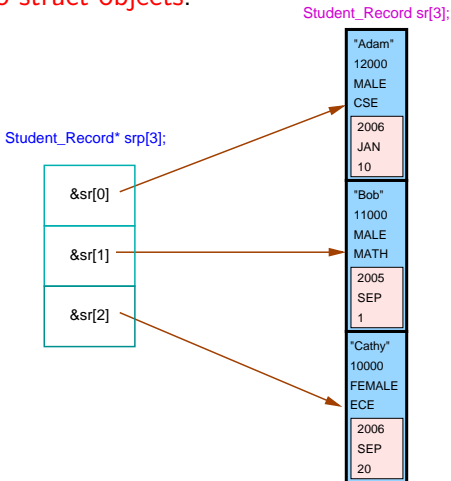 struct objects.
Student_Record sr[3];
"Adam"
12000
MALE
CSE
2006
JAN
10
Student_Record* srp[3];
&sr[0]
&sr[1]
&sr[2]
"Bob"
11000
MALE
MATH
2005
SEP
1
"Cathy"
10000
FEMALE
ECE
2006
SEP
20